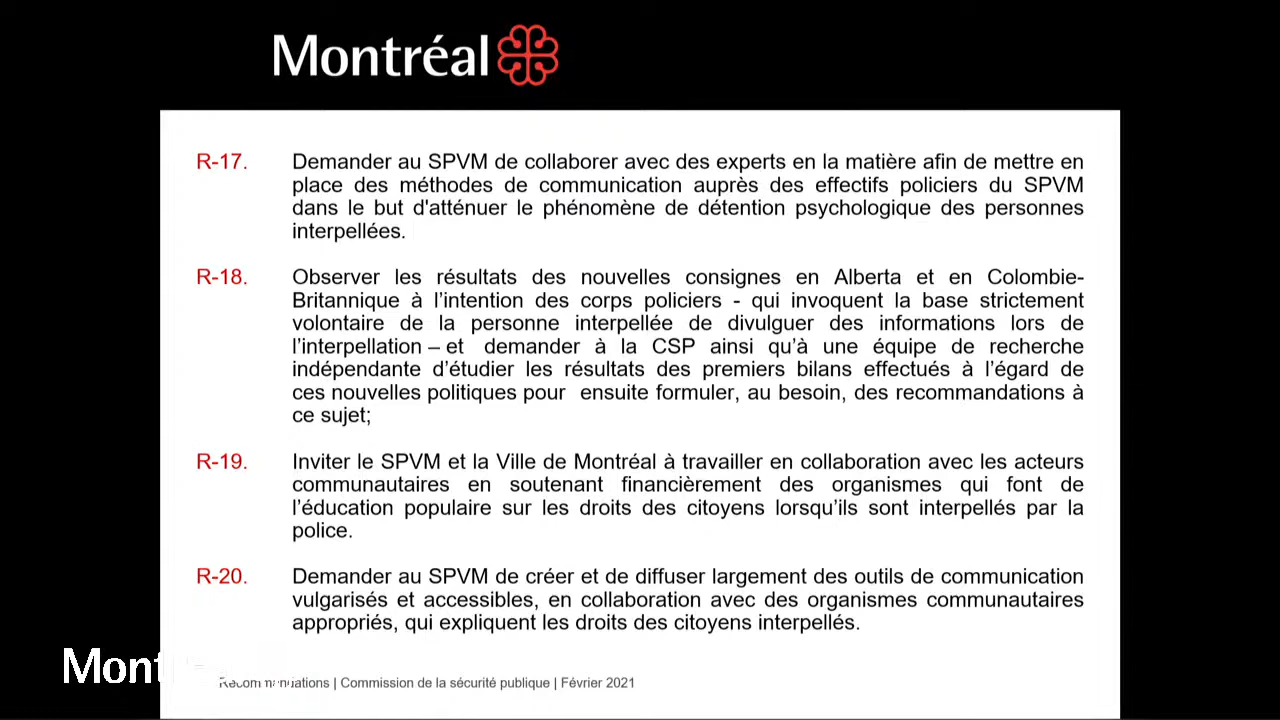 Montréal
R-17. Demander au SPVM de collaborer avec des experts en la matière afin de mettre en
place des méthodes de communication auprès des effectifs policiers du SPVM
dans le but d'atténuer le phénomène de détention psychologique des personnes
interpellées.
R-18. Observer les résultats des nouvelles consignes en Alberta et en Colombie-
Britannique à l’intention des corps policiers - qui invoquent la base strictement
volontaire de la personne interpellée de divulguer des informations lors de
l’interpellation – et demander à la CSP ainsi qu’à une équipe de recherche
indépendante d’étudier les résultats des premiers bilans effectués à l’égard de
ces nouvelles politiques pour ensuite formuler, au besoin, des recommandations à
ce sujet;
R-19. Inviter le SPVM et la Ville de Montréal à travailler en collaboration avec les acteurs
communautaires en soutenant financièrement des organismes qui font de
l’éducation populaire sur les droits des citoyens lorsqu’ils sont interpellés par la
police.
R-20. Demander au SPVM de créer et de diffuser largement des outils de communication
vulgarisés et accessibles, en collaboration avec des organismes communautaires
appropriés, qui expliquent les droits des citoyens interpellés.
Montréal
Recommandations | Commission de la sécurité publique | Février 2021